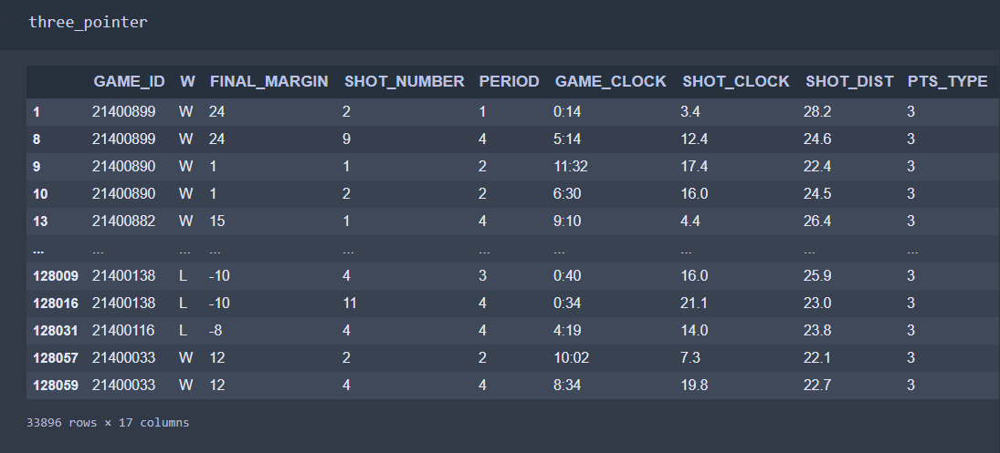 three_pointer
GAME_ID W FINAL_MARGIN SHOT_NUMBER PERIOD GAME_CLOCK SHOT_CLOCK SHOT_DIST PTS_TYPE
1 21400899 W 24 2 1 0:14 3.4 28.2 3
8 21400899 W 24 9 4 5:14 12.4 24.6 3
9 21400890 W 1 1 2 11:32 17.4 22.4 3
10 21400890 W 1 2 2 6:30 16.0 24.5 3
13 21400882 W 15 1 4 9:10 4.4 26.4 3
... ... ... ... ... ... ... ... ... ...
128009 21400138 L -10 4 3 0:40 16.0 25.9 3
128016 21400138 L -10 11 4 0:34 21.1 23.0 3
128031 21400116 L -8 4 4 4:19 14.0 23.8 3
128057 21400033 W 12 2 2 10:02 7.3 22.1 3
128059 21400033 W 12 4 4 8:34 19.8 22.7 3
33896 rows × 17 columns